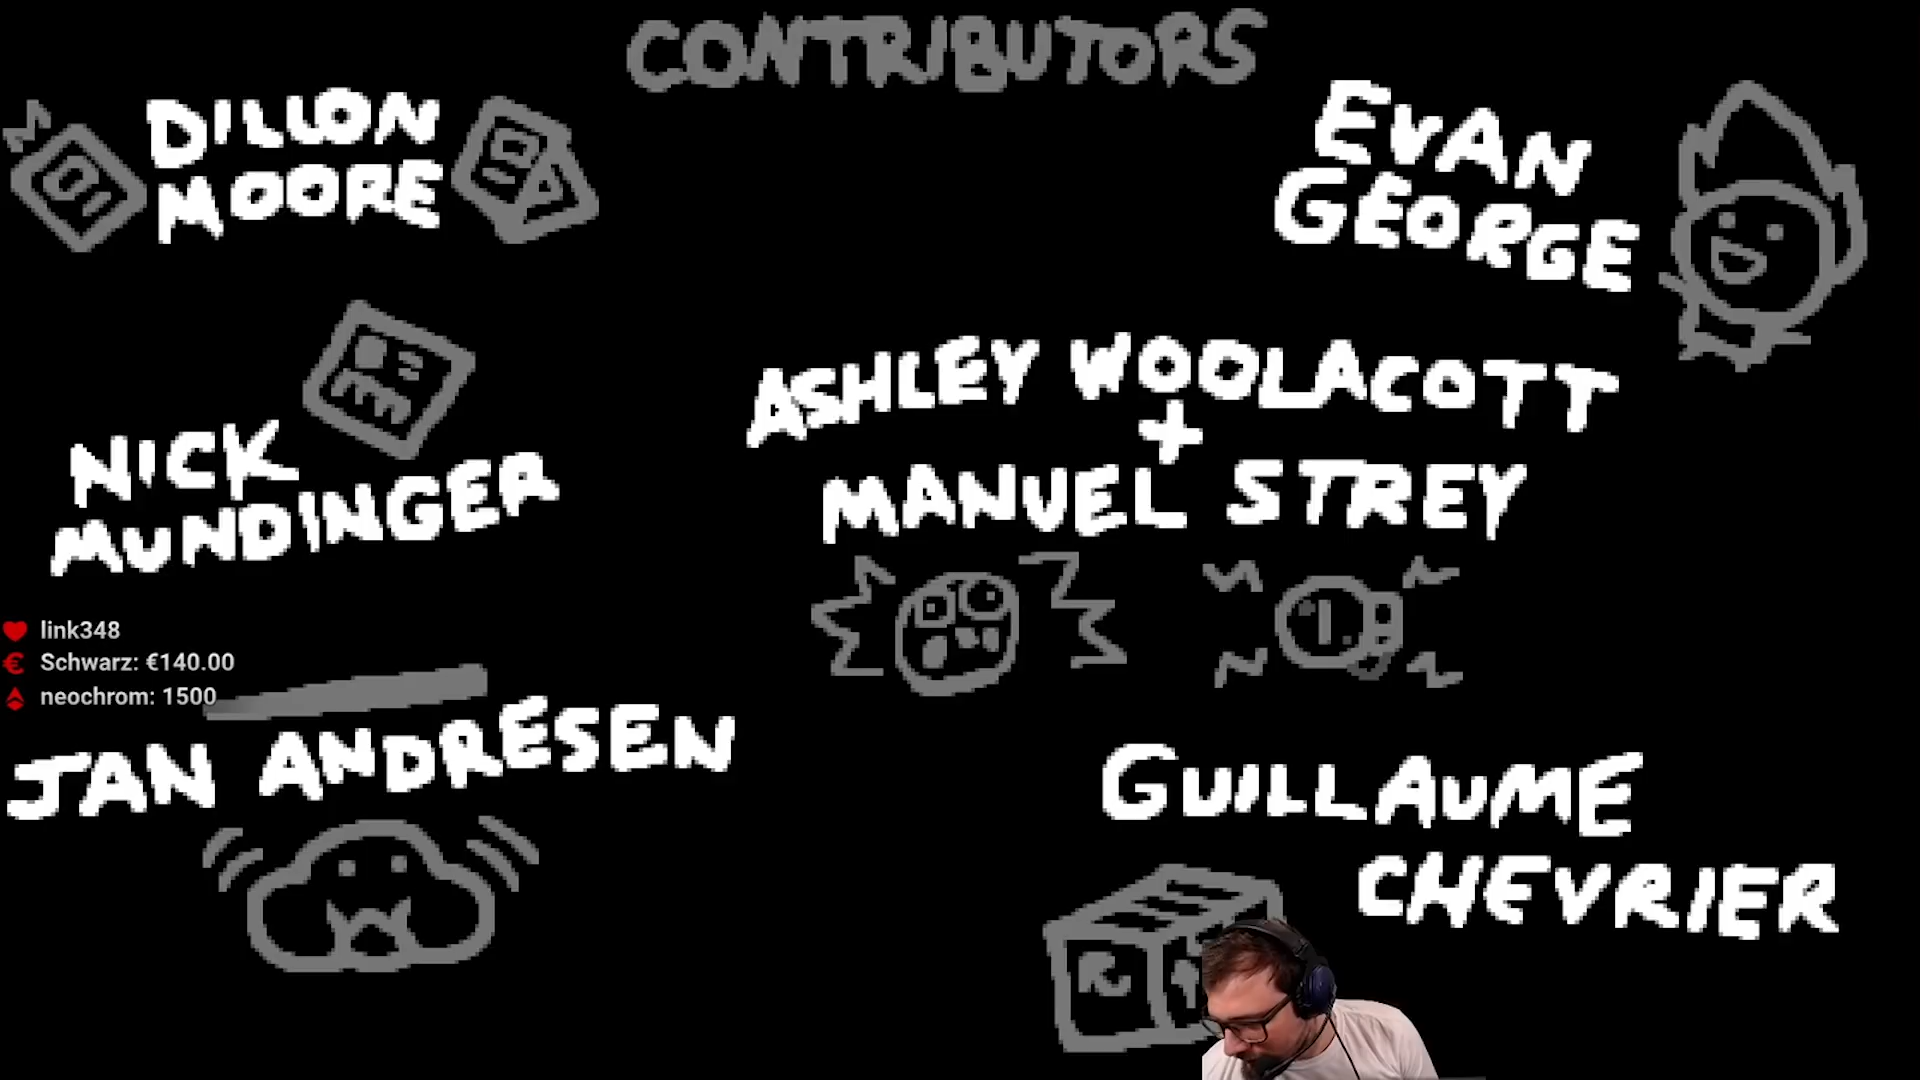 CONTRIBUTORS
DILLON
MOORE
EVAN
GEORGE
NICK
MUNDINGER
ASHLEY WOOLACOTT
+
MANUEL STREY
link348
Schwarz: €140.00
neochrom: 1500
JAN ANDRESEN
GUILLAUME
CHEVRIER